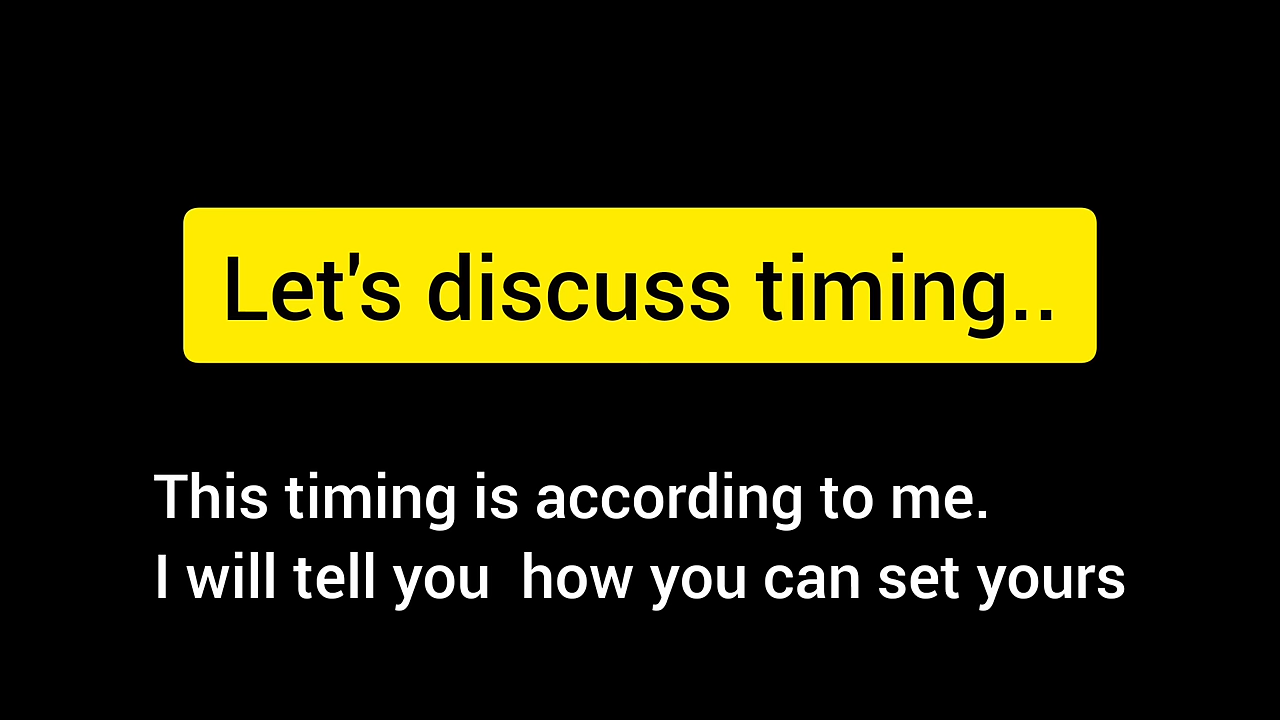 Let's discuss timing..
This timing is according to me.
I will tell you  how you can set yours